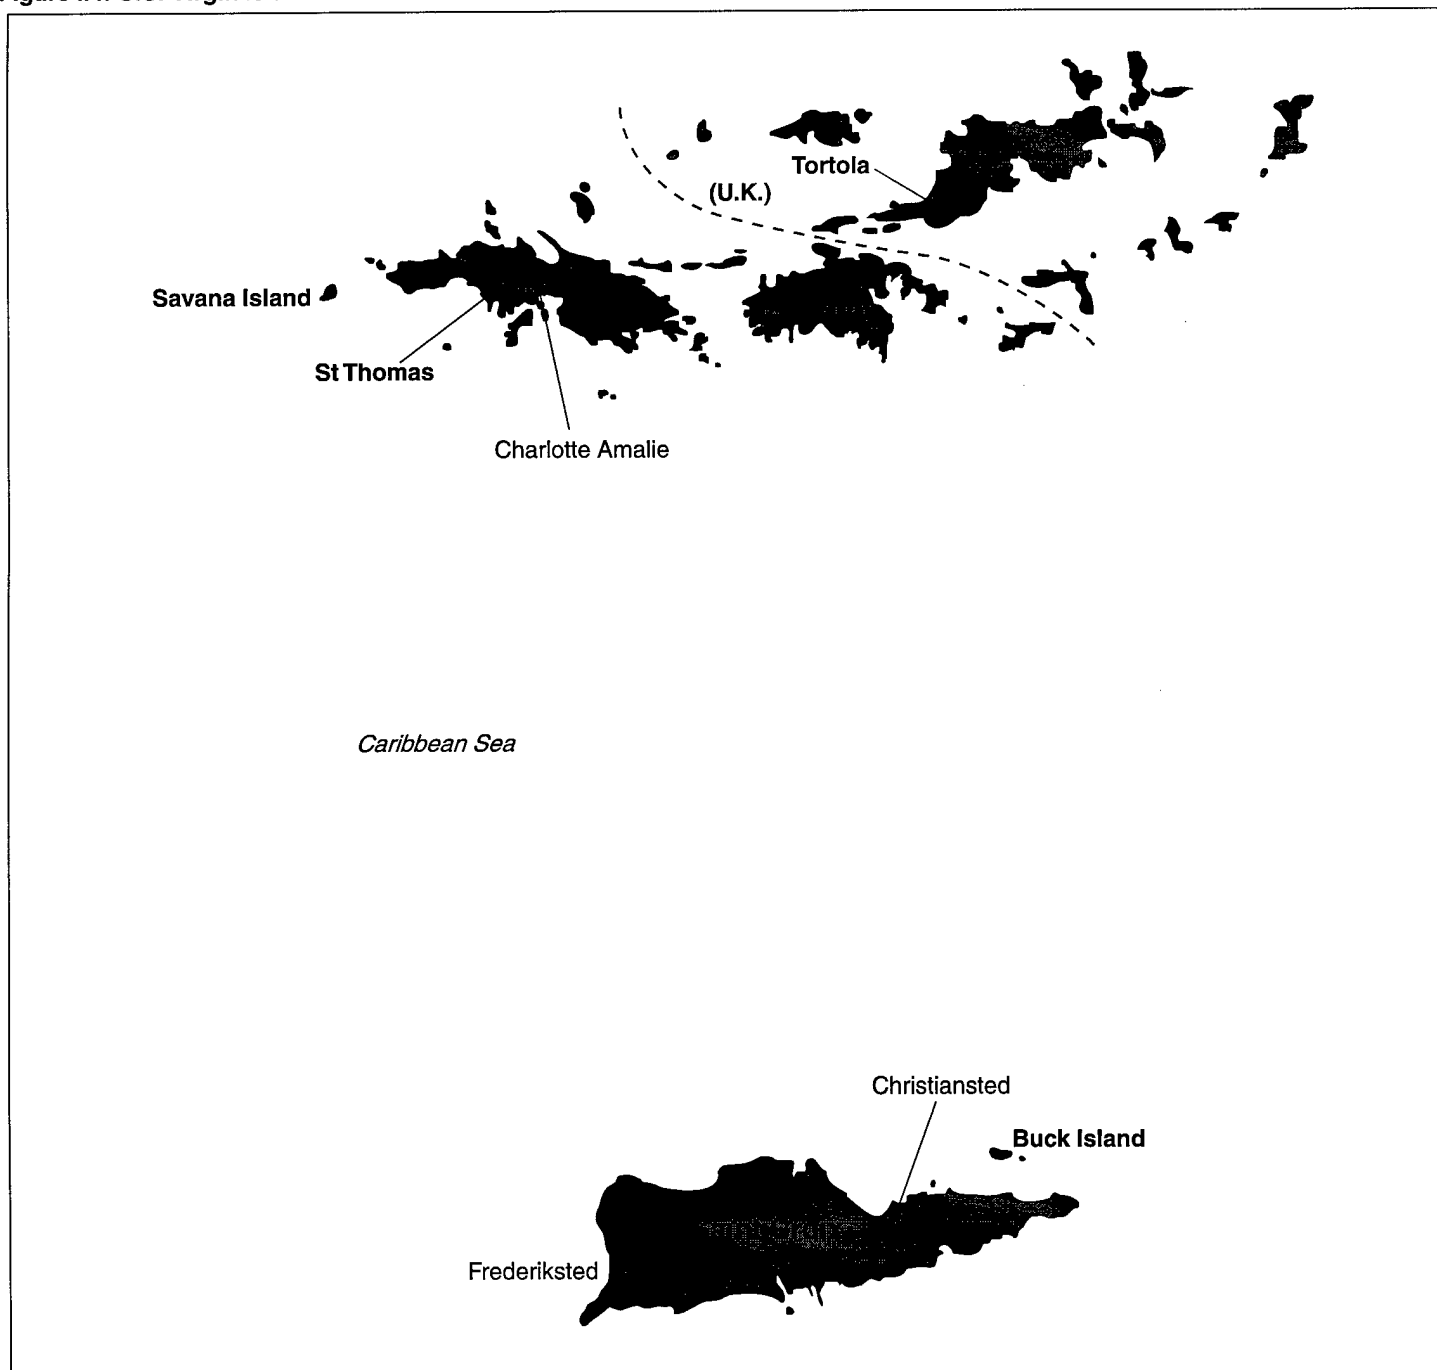 Tortola
(U.K.)
Savana Island
St Thomas
Charlotte Amalie
Caribbean Sea
Christiansted
Buck Island
Frederiksted